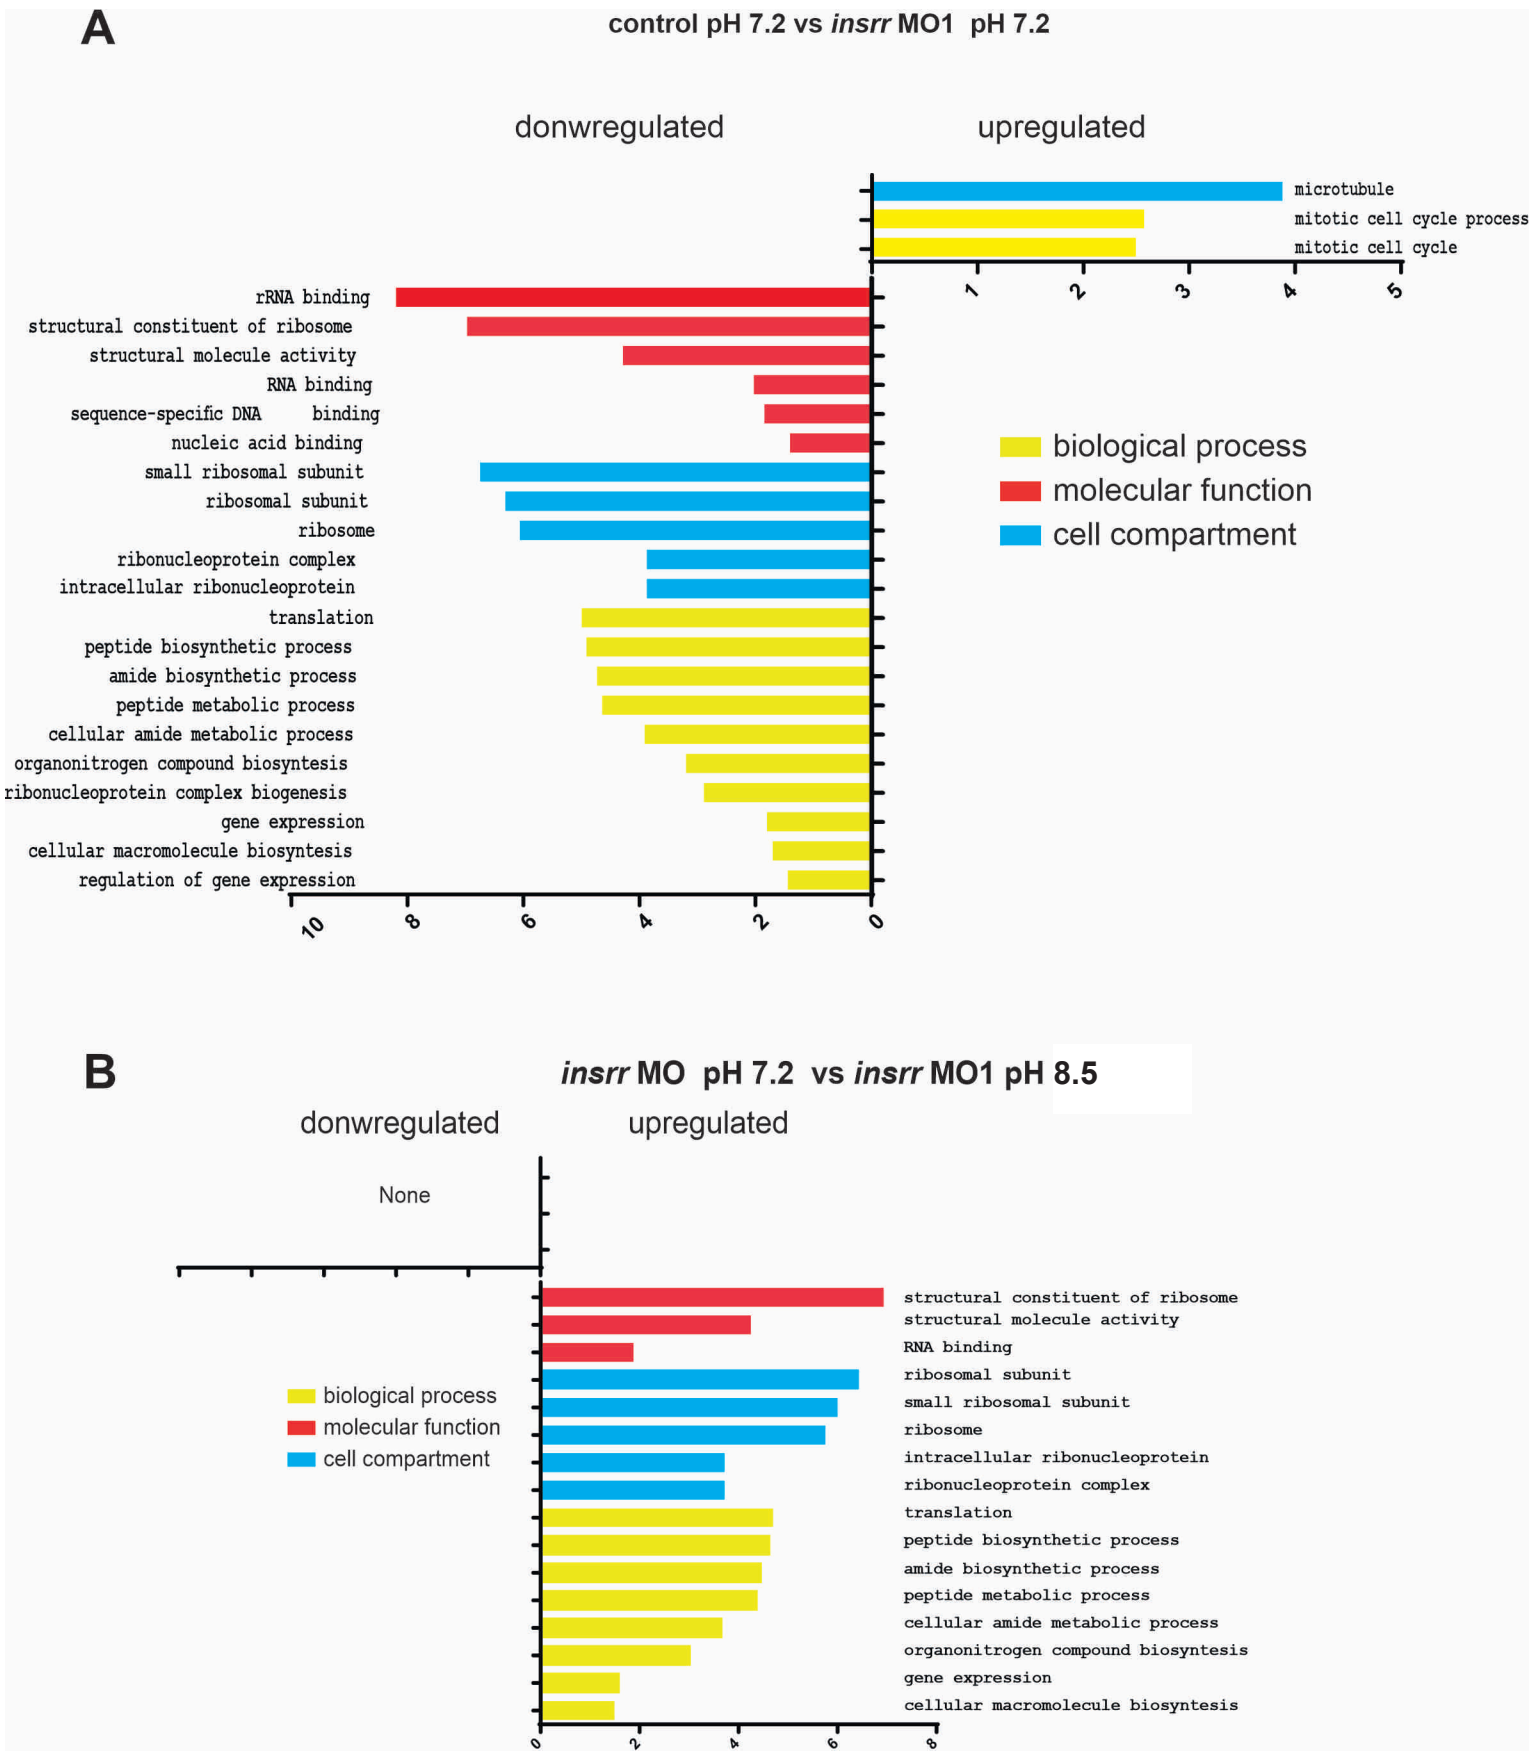 A
control pH 7.2 vs insrr MO1 pH 7.2
donwregulated
upregulated
microtubule
mitotic cell cycle process
mitotic cell cycle
1 2 3 4 5
rRNA binding
structural constituent of ribosome
structural molecule activity
RNA binding
sequence-specific DNA binding
nucleic acid binding
small ribosomal subunit
ribosomal subunit
ribosome
ribonucleoprotein complex
intracellular ribonucleoprotein
translation
peptide biosynthetic process
amide biosynthetic process
peptide metabolic process
cellular amide metabolic process
organonitrogen compound biosyntesis
ribonucleoprotein complex biogenesis
gene expression
cellular macromolecule biosyntesis
regulation of gene expression
10 8 6 4 2 0
biological process
molecular function
cell compartment
B
insrr MO pH 7.2 vs insrr MO1 pH 8.5
donwregulated
upregulated
None
structural constituent of ribosome
structural molecule activity
RNA binding
ribosomal subunit
small ribosomal subunit
ribosome
intracellular ribonucleoprotein
ribonucleoprotein complex
translation
peptide biosynthetic process
amide biosynthetic process
peptide metabolic process
cellular amide metabolic process
organonitrogen compound biosyntesis
gene expression
cellular macromolecule biosyntesis
biological process
molecular function
cell compartment
0 2 4 6 8